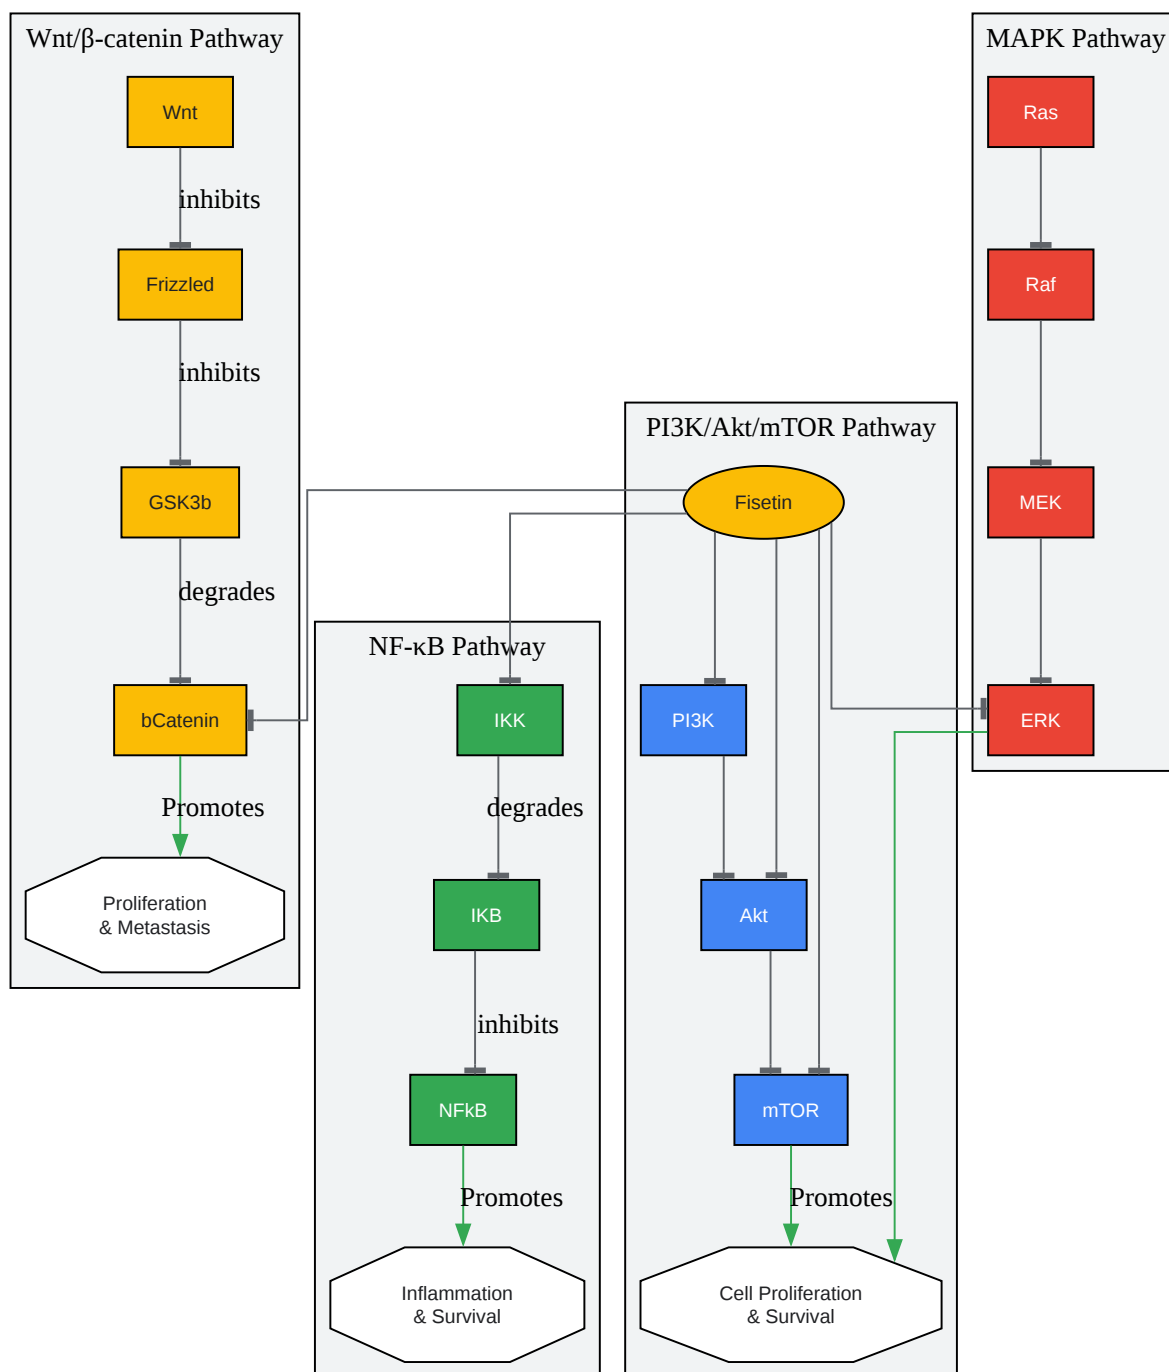 Wnt/β-catenin Pathway
Wnt
inhibits
Frizzled
inhibits
GSK3b
degrades
bCatenin
Promotes
Proliferation
& Metastasis
NF-κB Pathway
IKK
degrades
IKB
inhibits
NFkB
Promotes
Inflammation
& Survival
PI3K/Akt/mTOR Pathway
Fisetin
PI3K
Akt
mTOR
Promotes
Cell Proliferation
& Survival
MAPK Pathway
Ras
Raf
MEK
ERK